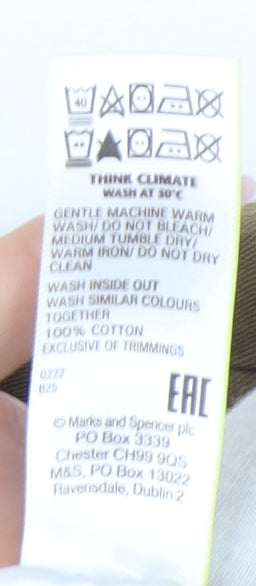 40
THINK CLIMATE
WASH AT 30°C
GENTLE MACHINE WARM
WASH/ DO NOT BLEACH/
MEDIUM TUMBLE DRY/
WARM IRON/ DO NOT DRY
CLEAN
WASH INSIDE OUT
WASH SIMILAR COLOURS
TOGETHER
100% COTTON
EXCLUSIVE OF TRIMMINGS
0222
EAC
© Marks and Spencer plc
PO Box 3339
Chester CH99 9QS
M&S, PO Box 13022
Ravensdale, Dublin 2